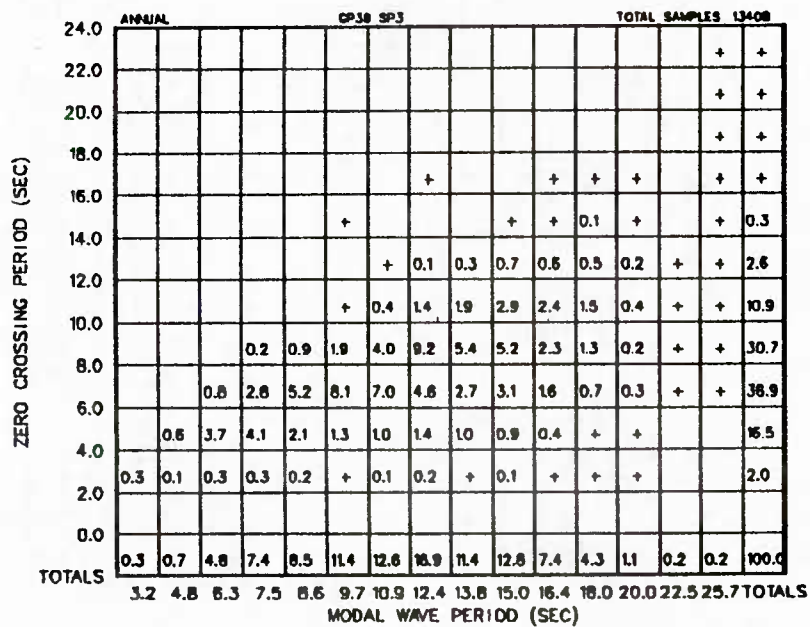 ANNUAL CP38 SP3 TOTAL SAMPLES 13408
24.0
+ +
22.0
+ +
20.0
+ +
18.0
+ + + + + +
16.0
+ + + 0.1 + + 0.3
14.0
+ 0.1 0.3 0.7 0.6 0.5 0.2 + + 2.6
12.0
+ 0.4 1.4 1.9 2.9 2.4 1.5 0.4 + + 10.9
10.0
0.2 0.9 1.9 4.0 9.2 5.4 5.2 2.3 1.3 0.2 + + 30.7
8.0
0.8 2.8 5.2 8.1 7.0 4.6 2.7 3.1 1.6 0.7 0.3 + + 36.9
6.0
0.6 3.7 4.1 2.1 1.3 1.0 1.4 1.0 0.9 0.4 + + 16.5
4.0
0.3 0.1 0.3 0.3 0.2 + 0.1 0.2 + 0.1 + + + 2.0
2.0
0.0
0.3 0.7 4.8 7.4 8.5 11.4 12.6 16.9 11.4 12.8 7.4 4.3 1.1 0.2 0.2 100.0
TOTALS
3.2 4.8 6.3 7.5 8.6 9.7 10.9 12.4 13.8 15.0 16.4 18.0 20.0 22.5 25.7 TOTALS
MODAL WAVE PERIOD (SEC)
ZERO CROSSING PERIOD (SEC)